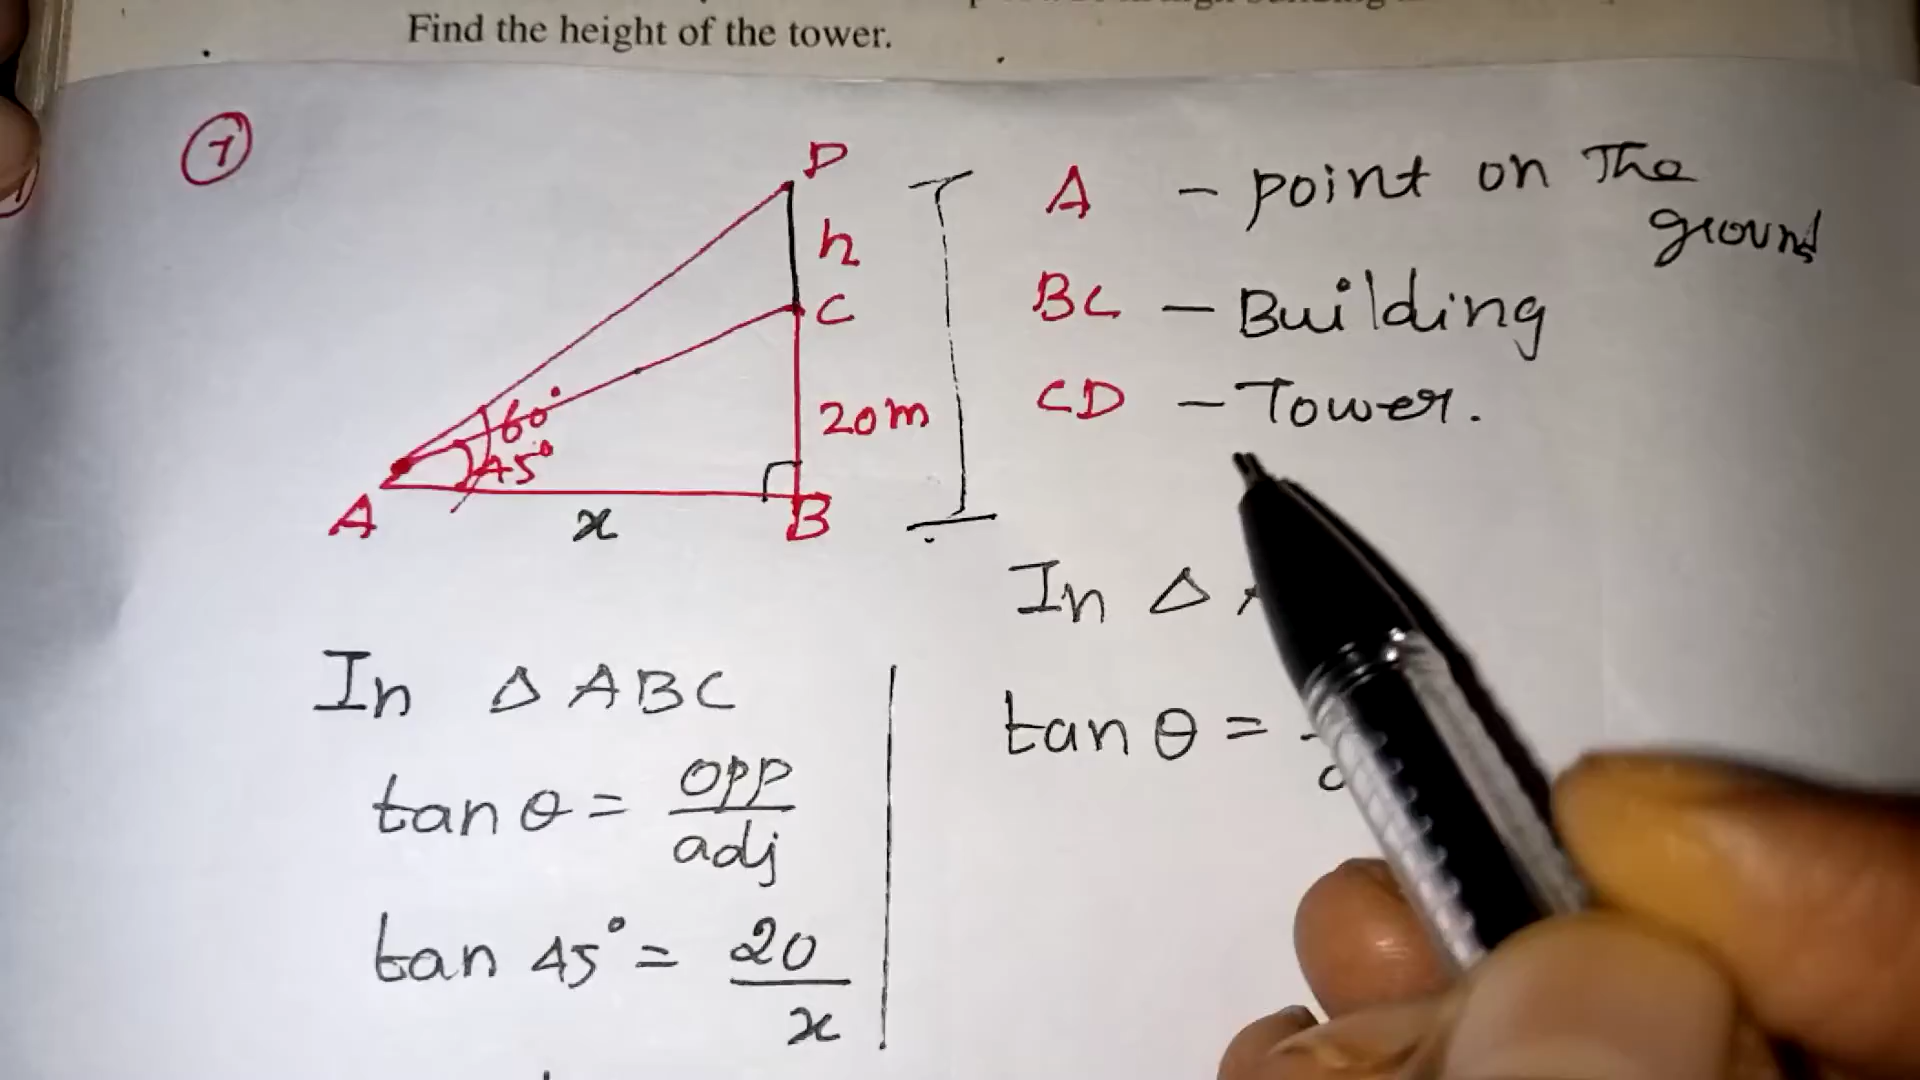 Find the height of the tower.
7
D
h
C
60°
45°
20m
A
x
B
A - point on The
ground
BC - Building
CD - Tower.
In Δ
tan θ =
In Δ ABC
tan θ = opp
adj
tan 45° = 20
x